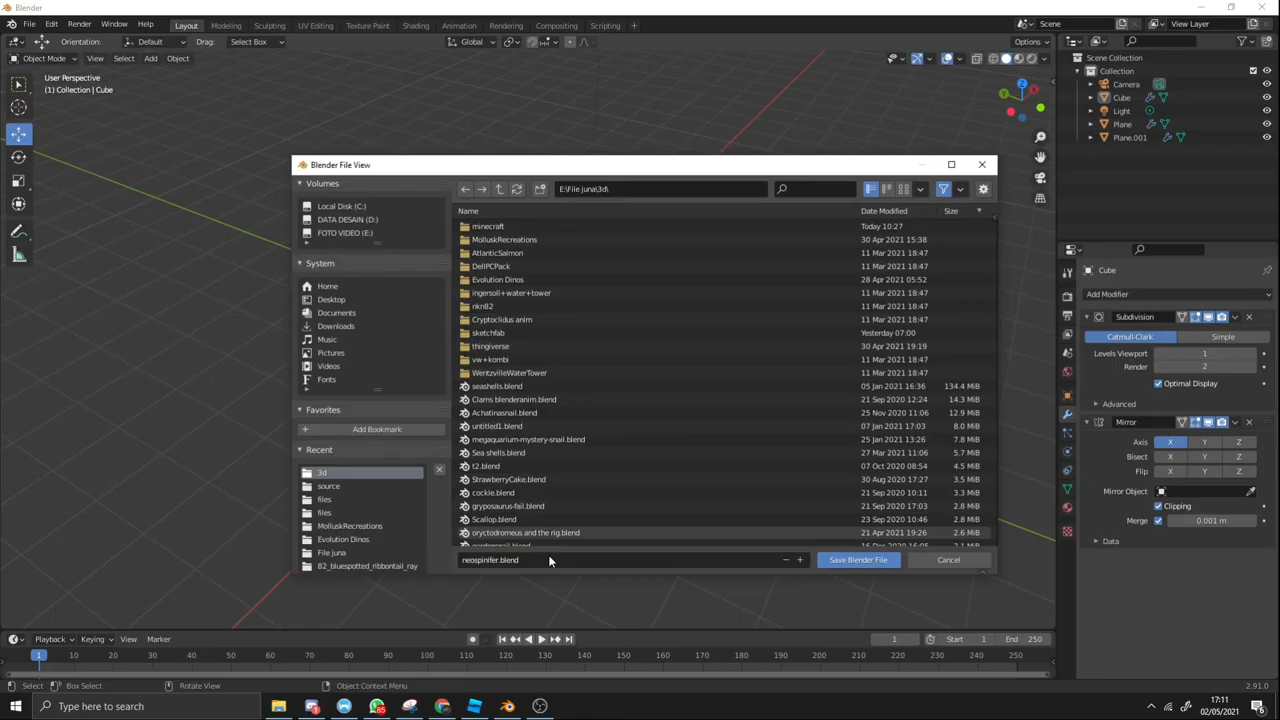 Blender
File Edit Render Window Help Layout Modeling Sculpting UV Editing Texture Paint Shading Animation Rendering Compositing Scripting Scene View Layer
Orientation: Default Drag: Select Box Global Options
Object Mode View Select Add Object
User Perspective
(1) Collection | Cube
Scene Collection
Collection
Camera
Cube
Light
Plane
Plane.001
Z
Y
X
Blender File View
Volumes
Local Disk (C:)
DATA DESAIN (D:)
FOTO VIDEO (E:)
System
Home
Desktop
Documents
Downloads
Music
Pictures
Videos
Fonts
Favorites
Add Bookmark
Recent
3d
source
files
files
MolluskRecreations
Evolution Dinos
File juna
82_bluespotted_ribbontail_ray
E:\File juna\3d\
Name Date Modified Size
minecraft Today 10:27
MolluskRecreations 30 Apr 2021 15:38
AtlanticSalmon 11 Mar 2021 18:47
DellPCPack 11 Mar 2021 18:47
Evolution Dinos 28 Apr 2021 05:52
ingersoll+water+tower 11 Mar 2021 18:47
nknB2 11 Mar 2021 18:47
Cryptoclidus anim 11 Mar 2021 18:47
sketchfab Yesterday 07:00
thingiverse 30 Apr 2021 19:19
vw+kombi 11 Mar 2021 18:47
WentzvilleWaterTower 11 Mar 2021 18:47
seashells.blend 05 Jan 2021 16:36 134.4 MiB
Clams blenderanim.blend 21 Sep 2020 12:24 14.3 MiB
Achatinasnail.blend 25 Nov 2020 11:06 12.9 MiB
untitled1.blend 07 Jan 2021 17:03 8.0 MiB
megaquarium-mystery-snail.blend 25 Jan 2021 13:26 7.8 MiB
Sea shells.blend 27 Mar 2021 11:06 5.7 MiB
t2.blend 07 Oct 2020 08:54 4.5 MiB
StrawberryCake.blend 30 Aug 2020 17:27 3.5 MiB
cockle.blend 21 Sep 2020 10:11 3.3 MiB
gryposaurus-fail.blend 06 Sep 2020 17:03 2.8 MiB
Scallop.blend 23 Sep 2020 10:46 2.8 MiB
oryctodromeus and the rig.blend 21 Apr 2021 19:26 2.6 MiB
neospinifer.blend Save Blender File Cancel
Cube
Add Modifier
Subdivision
Catmull-Clark Simple
Levels Viewport 1
Render 2
Optimal Display
Advanced
Mirror
Axis X Y Z
Bisect X Y Z
Flip X Y Z
Mirror Object
Clipping
Merge 0.001 m
Data
Playback Keying View Marker 1 Start 1 End 250
1 10 20 30 40 50 60 70 80 90 100 110 120 130 140 150 160 170 180 190 200 210 220 230 240 250
Select Box Select Rotate View Object Context Menu 2.91.0
Type here to search 85 17:11
02/05/2021 6